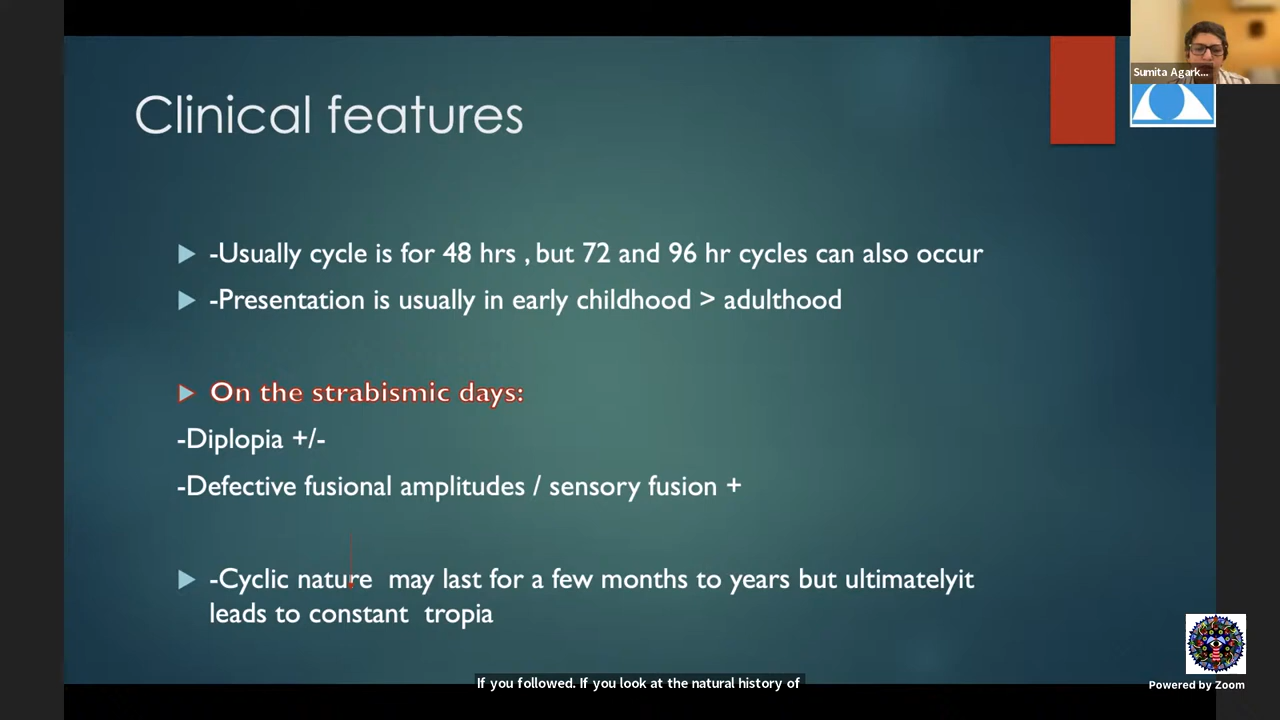 Sumita Agark...
Clinical features
-Usually cycle is for 48 hrs , but 72 and 96 hr cycles can also occur
-Presentation is usually in early childhood > adulthood
On the strabismic days:
-Diplopia +/-
-Defective fusional amplitudes / sensory fusion +
-Cyclic nature may last for a few months to years but ultimatelyit
leads to constant tropia
If you followed. If you look at the natural history of
Powered by Zoom